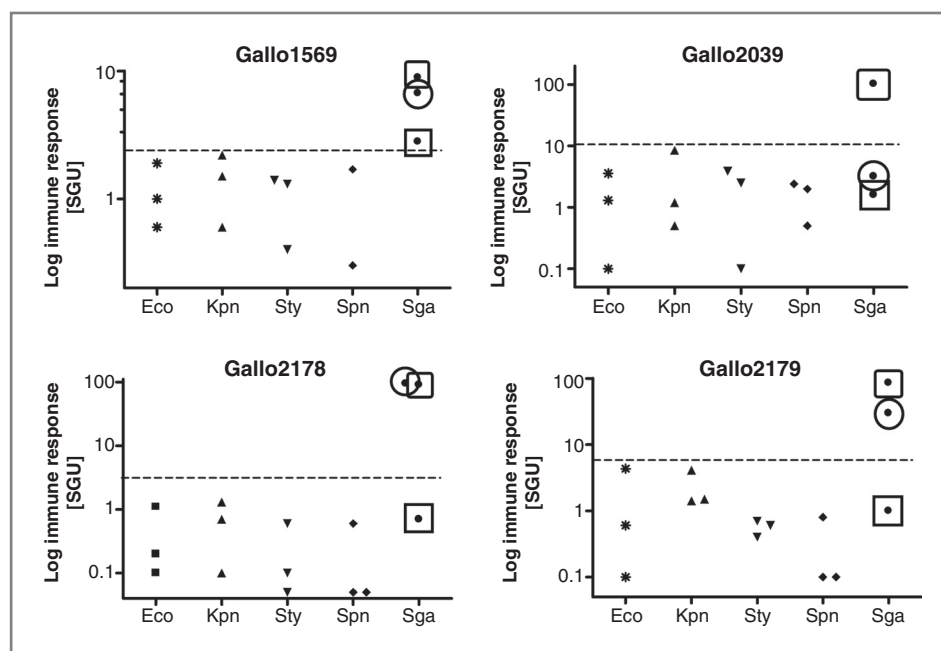 Gallo1569
Log immune response
[SGU]
10
1
Eco Kpn Sty Spn Sga
Gallo2039
Log immune response
[SGU]
100
10
1
0.1
Eco Kpn Sty Spn Sga
Gallo2178
Log immune response
[SGU]
100
10
1
0.1
Eco Kpn Sty Spn Sga
Gallo2179
Log immune response
[SGU]
100
10
1
0.1
Eco Kpn Sty Spn Sga